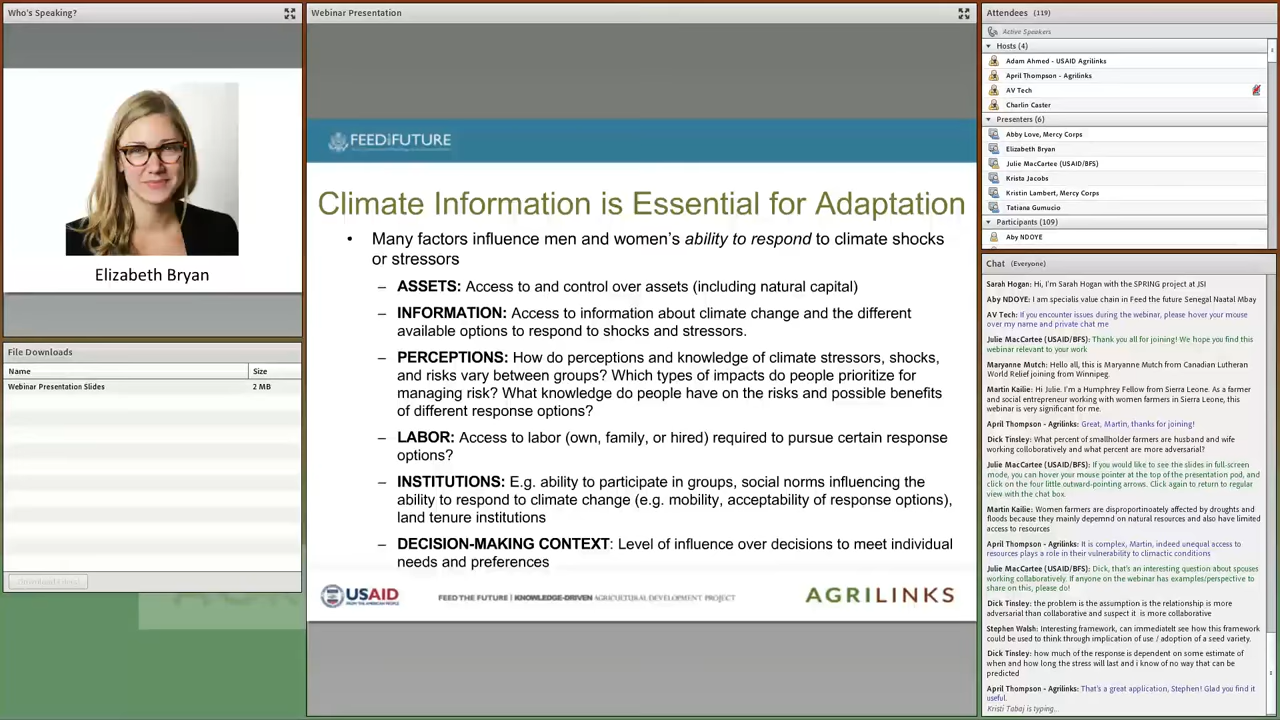 Who's Speaking?
Elizabeth Bryan
File Downloads
Name
Size
Webinar Presentation Slides
2 MB
Webinar Presentation
FEED THE FUTURE
Climate Information is Essential for Adaptation
• Many factors influence men and women's ability to respond to climate shocks
or stressors
– ASSETS: Access to and control over assets (including natural capital)
– INFORMATION: Access to information about climate change and the different
available options to respond to shocks and stressors.
– PERCEPTIONS: How do perceptions and knowledge of climate stressors, shocks,
and risks vary between groups? Which types of impacts do people prioritize for
managing risk? What knowledge do people have on the risks and possible benefits
of different response options?
– LABOR: Access to labor (own, family, or hired) required to pursue certain response
options?
– INSTITUTIONS: E.g. ability to participate in groups, social norms influencing the
ability to respond to climate change (e.g. mobility, acceptability of response options),
land tenure institutions
– DECISION-MAKING CONTEXT: Level of influence over decisions to meet individual
needs and preferences
USAID
FROM THE AMERICAN PEOPLE
FEED THE FUTURE | KNOWLEDGE-DRIVEN AGRICULTURAL DEVELOPMENT PROJECT
AGRILINKS
Attendees (119)
Active Speakers
Hosts (4)
Adam Ahmed - USAID Agrilinks
April Thompson - Agrilinks
AV Tech
Charlin Caster
Presenters (6)
Abby Love, Mercy Corps
Elizabeth Bryan
Julie MacCartee (USAID/BFS)
Krista Jacobs
Kristin Lambert, Mercy Corps
Tatiana Gumucio
Participants (109)
Aby NDOYE
Chat (Everyone)
Sarah Hogan: Hi, I'm Sarah Hogan with the SPRING project at JSI
Aby NDOYE: I am specialis value chain in Feed the future Senegal Naatal Mbay
AV Tech: If you encounter issues during the webinar, please hover your mouse
over my name and private chat me
Julie MacCartee (USAID/BFS): Thank you all for joining! We hope you find this
webinar relevant to your work
Maryanne Mutch: Hello all, this is Maryanne Mutch from Canadian Lutheran
World Relief joining from Winnipeg.
Martin Kailie: Hi Julie. I'm a Humphrey Fellow from Sierra Leone. As a farmer
and social entrepreneur working with women farmers in Sierra Leone, this
webinar is very significant for me.
April Thompson - Agrilinks: Great, Martin, thanks for joining!
Dick Tinsley: What percent of smallholder farmers are husband and wife
working colloboratively and what percent are more adversarial?
Julie MacCartee (USAID/BFS): If you would like to see the slides in full-screen
mode, you can hover your mouse pointer at the top of the presentation pod, and
click on the four little outward-pointing arrows. Click again to return to regular
view with the chat box.
Martin Kailie: Women farmers are disproportinoately affected by droughts and
floods because they mainly depemnd on natural resources and also have limited
access to resources
April Thompson - Agrilinks: It is complex, Martin, indeed unequal access to
resources plays a role in their vulnerability to climactic conditions
Julie MacCartee (USAID/BFS): Dick, that's an interesting question about spouses
working collaboratively. If anyone on the webinar has examples/perspective to
share on this, please do!
Dick Tinsley: the problem is the assumption is the relationship is more
adversarial than collaborative and suspect it is more collaborative
Stephen Walsh: Interesting framework, can immediatelt see how this framework
could be used to think through implication of use / adoption of a seed variety.
Dick Tinsley: how much of the response is dependent on some estimate of
when and how long the stress will last and i know of no way that can be
predicted
April Thompson - Agrilinks: That's a great application, Stephen! Glad you find it
useful.
Kristi Tabaj is typing...